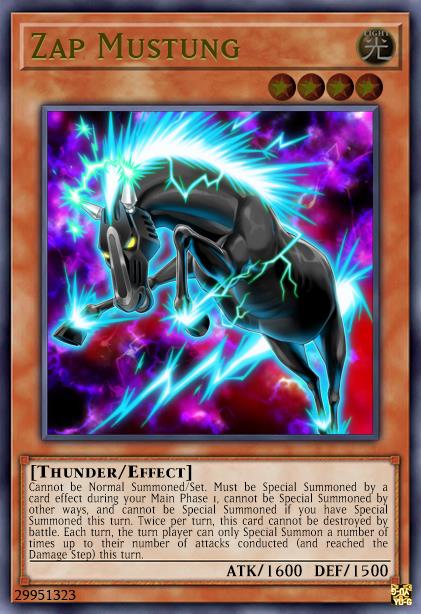 Zap Mustung
LIGHT
光
[Thunder/Effect]
Cannot be Normal Summoned/Set. Must be Special Summoned by a
card effect during your Main Phase 1, cannot be Special Summoned by
other ways, and cannot be Special Summoned if you have Special
Summoned this turn. Twice per turn, this card cannot be destroyed by
battle. Each turn, the turn player can only Special Summon a number of
times up to their number of attacks conducted (and reached the
Damage Step) this turn.
ATK/1600 DEF/1500
29951323